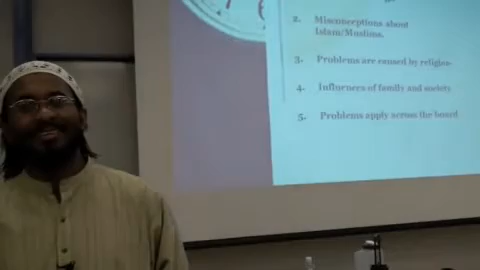 2. Misconceptions about
Islam/Muslims.
3. Problems are caused by religion-
4. Influences of family and society
5. Problems apply across the board